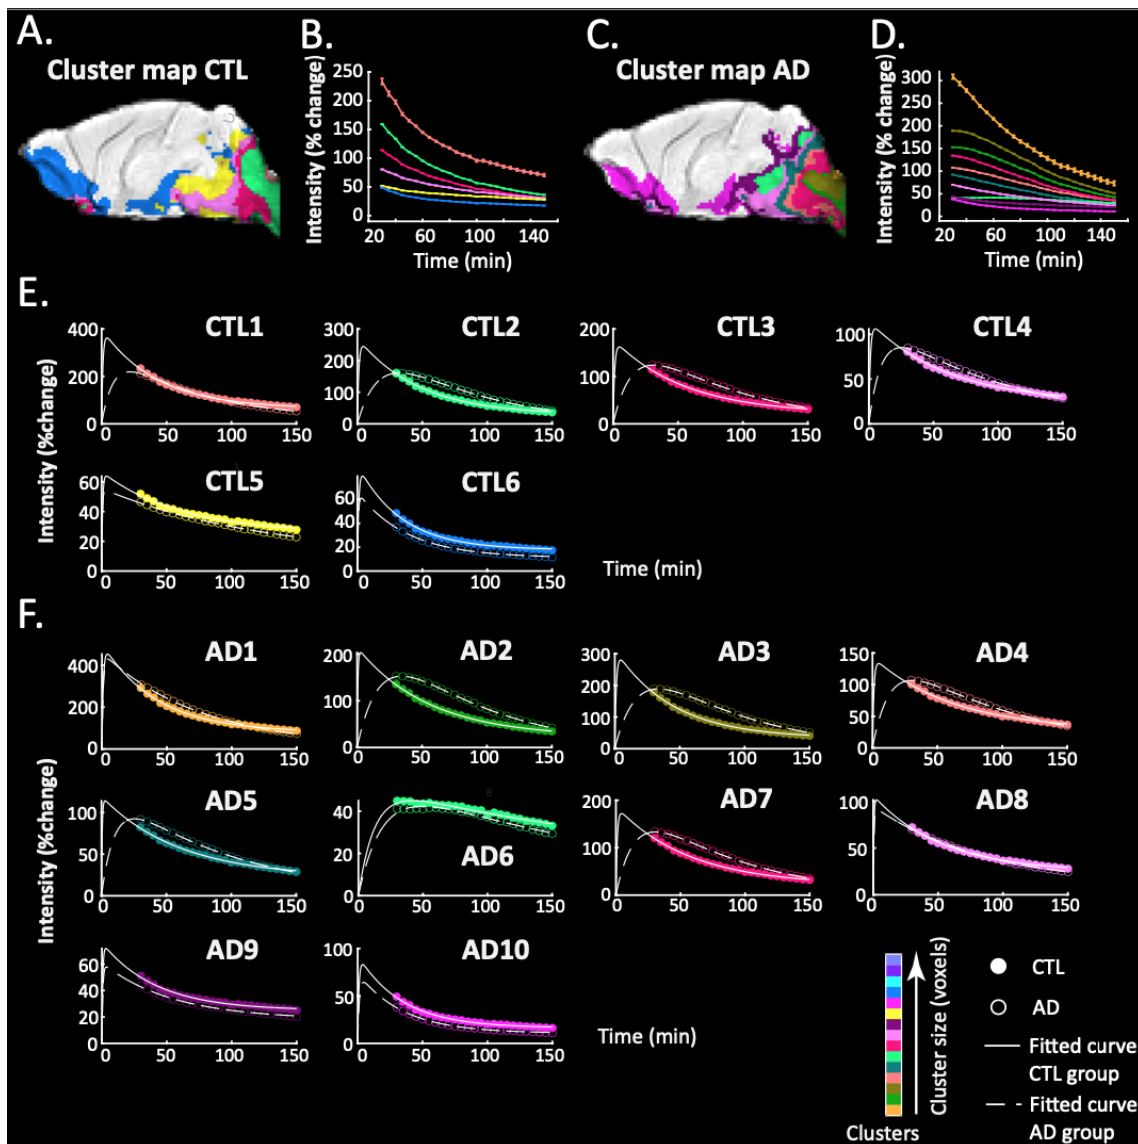 A.
Cluster map CTL
B.
Intensity (% change)
250
200
150
100
50
0
20 60 100 140
Time (min)
C.
Cluster map AD
D.
Intensity (% change)
300
250
200
150
100
50
0
20 60 100 140
Time (min)
E.
Intensity (%change)
CTL1
400
200
0
0 50 100 150
CTL2
300
200
100
0
0 50 100 150
CTL3
200
100
0
0 50 100 150
CTL4
100
50
0
0 50 100 150
CTL5
60
40
20
0
0 50 100 150
CTL6
60
40
20
0
0 50 100 150
Time (min)
F.
Intensity (%change)
AD1
400
200
0
0 50 100 150
AD2
200
100
0
0 50 100 150
AD3
300
200
100
0
0 50 100 150
AD4
150
100
50
0
0 50 100 150
AD5
100
50
0
0 50 100 150
AD6
40
20
0
0 50 100 150
AD7
200
100
0
0 50 100 150
AD8
100
50
0
0 50 100 150
AD9
60
40
20
0
0 50 100 150
AD10
100
50
0
0 50 100 150
Time (min)
Cluster size (voxels)
Clusters
CTL
AD
Fitted curve
CTL group
Fitted curve
AD group